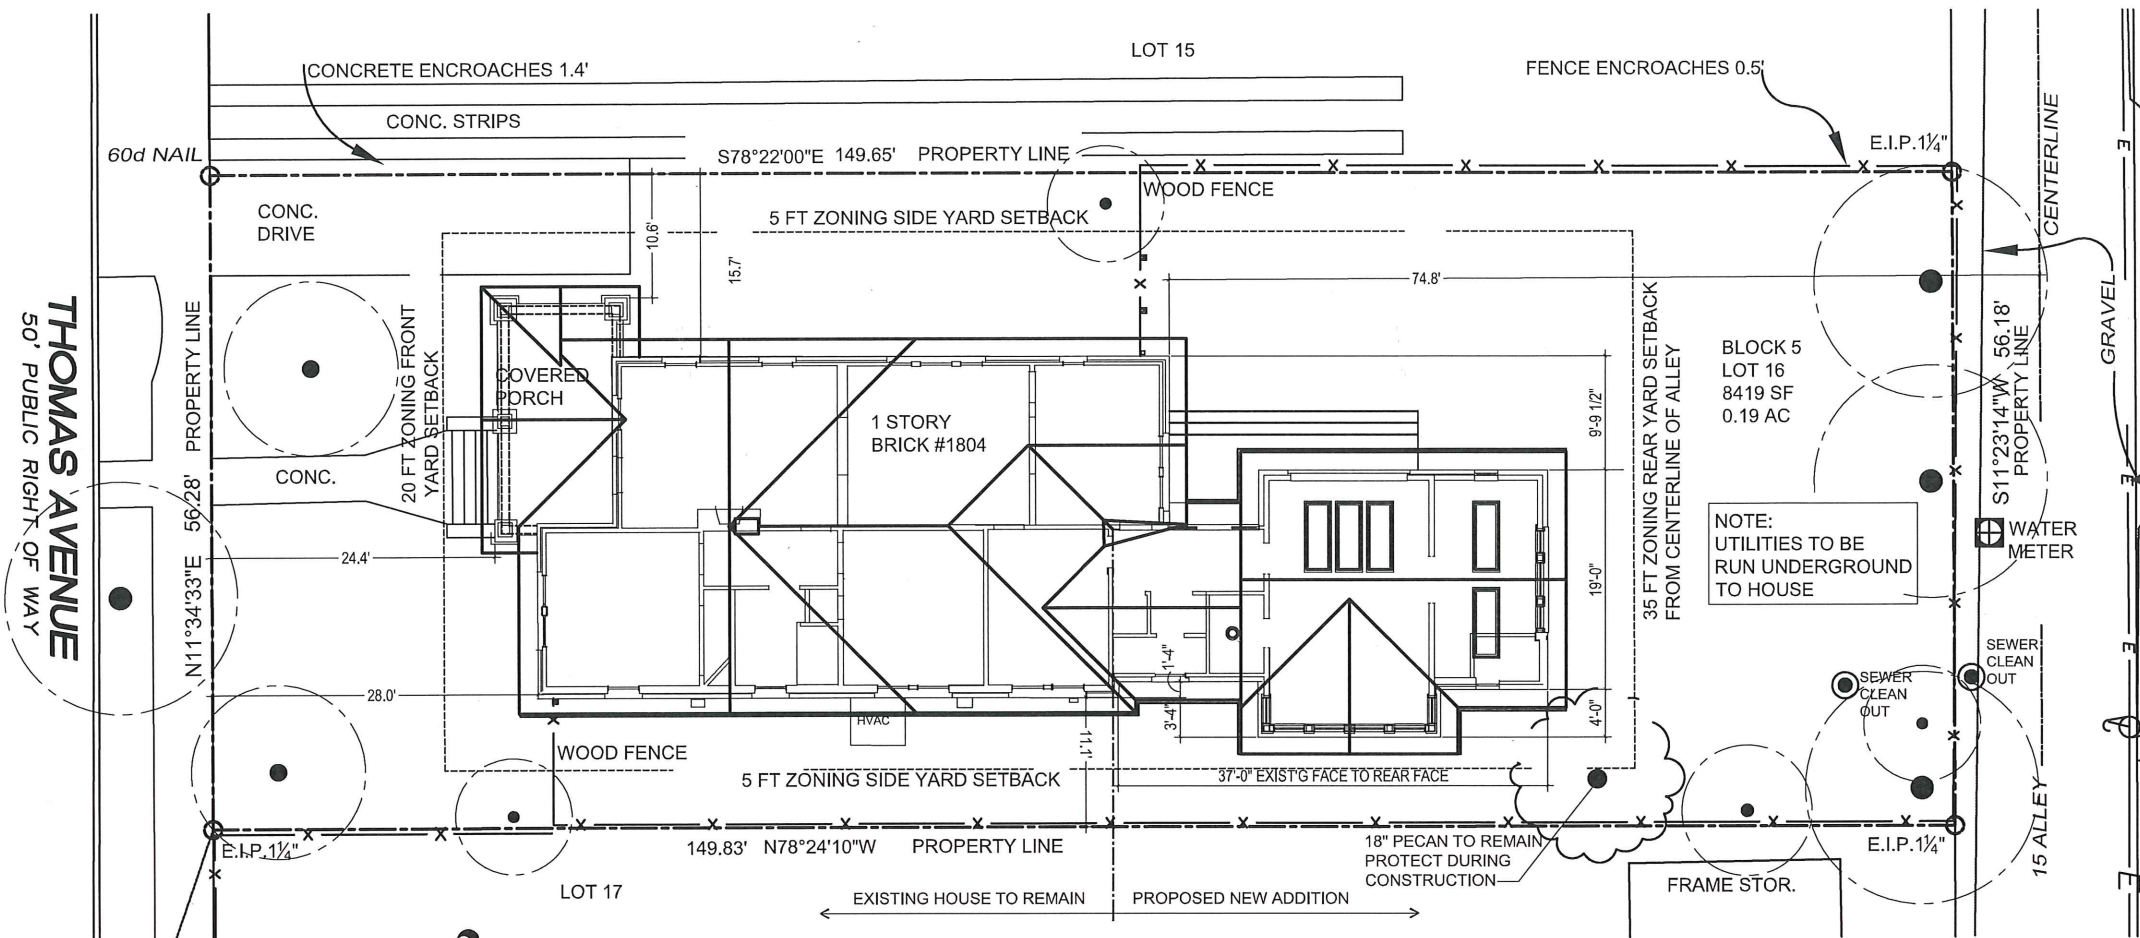 LOT 15
CONCRETE ENCROACHES 1.4'
FENCE ENCROACHES 0.5'
CONC. STRIPS
60d NAIL
S78°22'00"E 149.65' PROPERTY LINE
E.I.P.1¼"
CENTERLINE
WOOD FENCE
CONC.
DRIVE
5 FT ZONING SIDE YARD SETBACK
10.6'
15.7'
74.8'
THOMAS AVENUE
50' PUBLIC RIGHT OF WAY
N11°34'33"E 56.28' PROPERTY LINE
20 FT ZONING FRONT
YARD SETBACK
COVERED
PORCH
1 STORY
BRICK #1804
CONC.
24.4'
28.0'
9'-9 1/2"
19'-0"
4'-0"
1'-4"
3'-4"
11.1'
35 FT ZONING REAR YARD SETBACK
FROM CENTERLINE OF ALLEY
BLOCK 5
LOT 16
8419 SF
0.19 AC
S11°23'14"W 56.18'
PROPERTY LINE
GRAVEL
NOTE:
UTILITIES TO BE
RUN UNDERGROUND
TO HOUSE
WATER
METER
SEWER
CLEAN
OUT
SEWER
CLEAN
OUT
HVAC
WOOD FENCE
5 FT ZONING SIDE YARD SETBACK
37'-0" EXIST'G FACE TO REAR FACE
E.I.P.1¼"
149.83' N78°24'10"W PROPERTY LINE
18" PECAN TO REMAIN
PROTECT DURING
CONSTRUCTION
E.I.P.1¼"
15 ALLEY
LOT 17
EXISTING HOUSE TO REMAIN
PROPOSED NEW ADDITION
FRAME STOR.
E
E
E
E